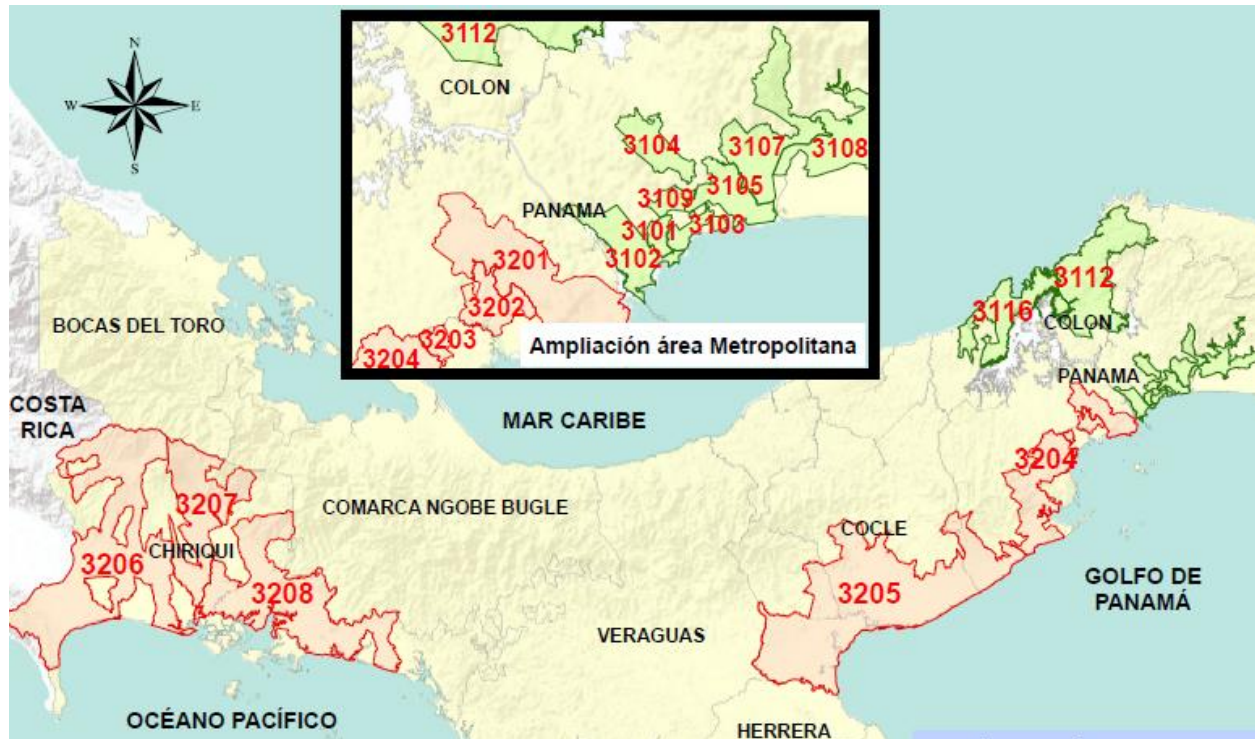 N
W
E
S
3112
COLON
3104
3107
3108
3105
3109
PANAMA
3101
3103
3102
3201
3202
3203
3204
Ampliación área Metropolitana
BOCAS DEL TORO
3112
3116
COLON
PANAMA
COSTA
RICA
MAR CARIBE
3204
3207
COMARCA NGOBE BUGLE
COCLE
CHIRIQUI
3206
3208
3205
GOLFO DE
PANAMÁ
VERAGUAS
OCÉANO PACÍFICO
HERRERA